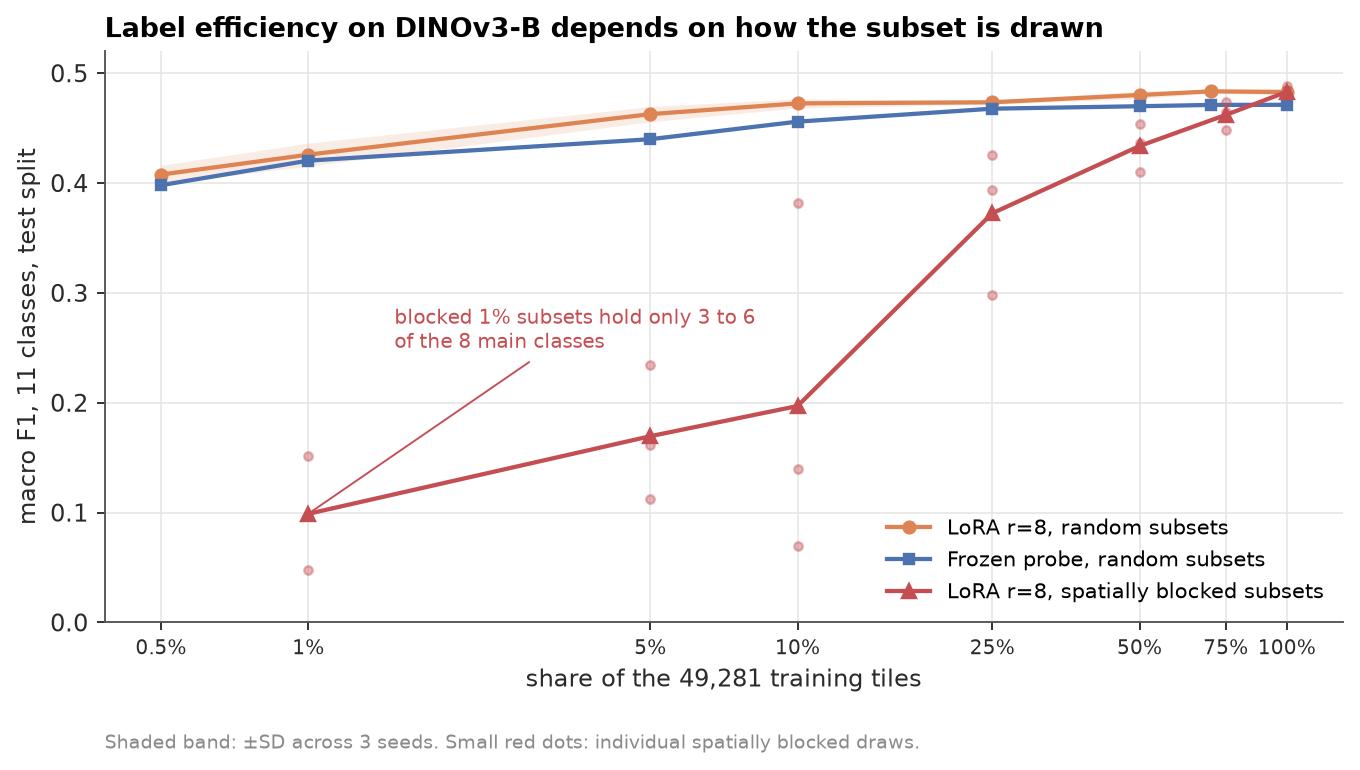 Label efficiency on DINOv3-B depends on how the subset is drawn
macro F1, 11 classes, test split
0.5
0.4
0.3
0.2
0.1
0.0
blocked 1% subsets hold only 3 to 6
of the 8 main classes
LoRA r=8, random subsets
Frozen probe, random subsets
LoRA r=8, spatially blocked subsets
0.5% 1% 5% 10% 25% 50% 75% 100%
share of the 49,281 training tiles
Shaded band: ±SD across 3 seeds. Small red dots: individual spatially blocked draws.